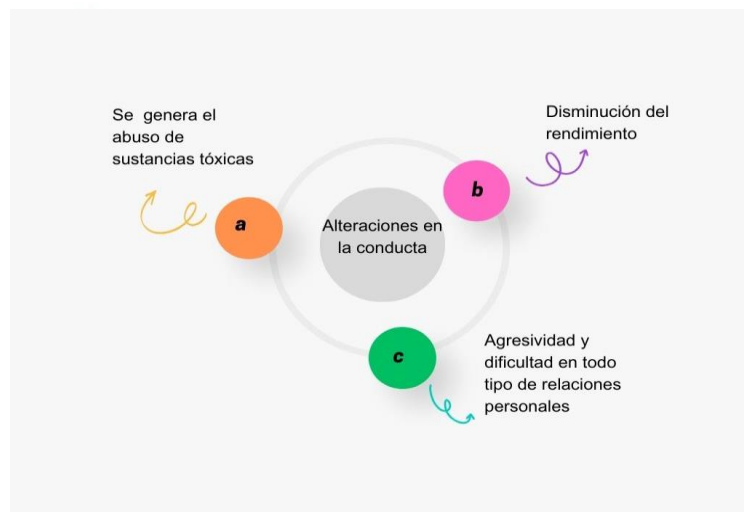 Se genera el
abuso de
sustancias tóxicas
a
Disminución del
rendimiento
b
Alteraciones en
la conducta
c
Agresividad y
dificultad en todo
tipo de relaciones
personales